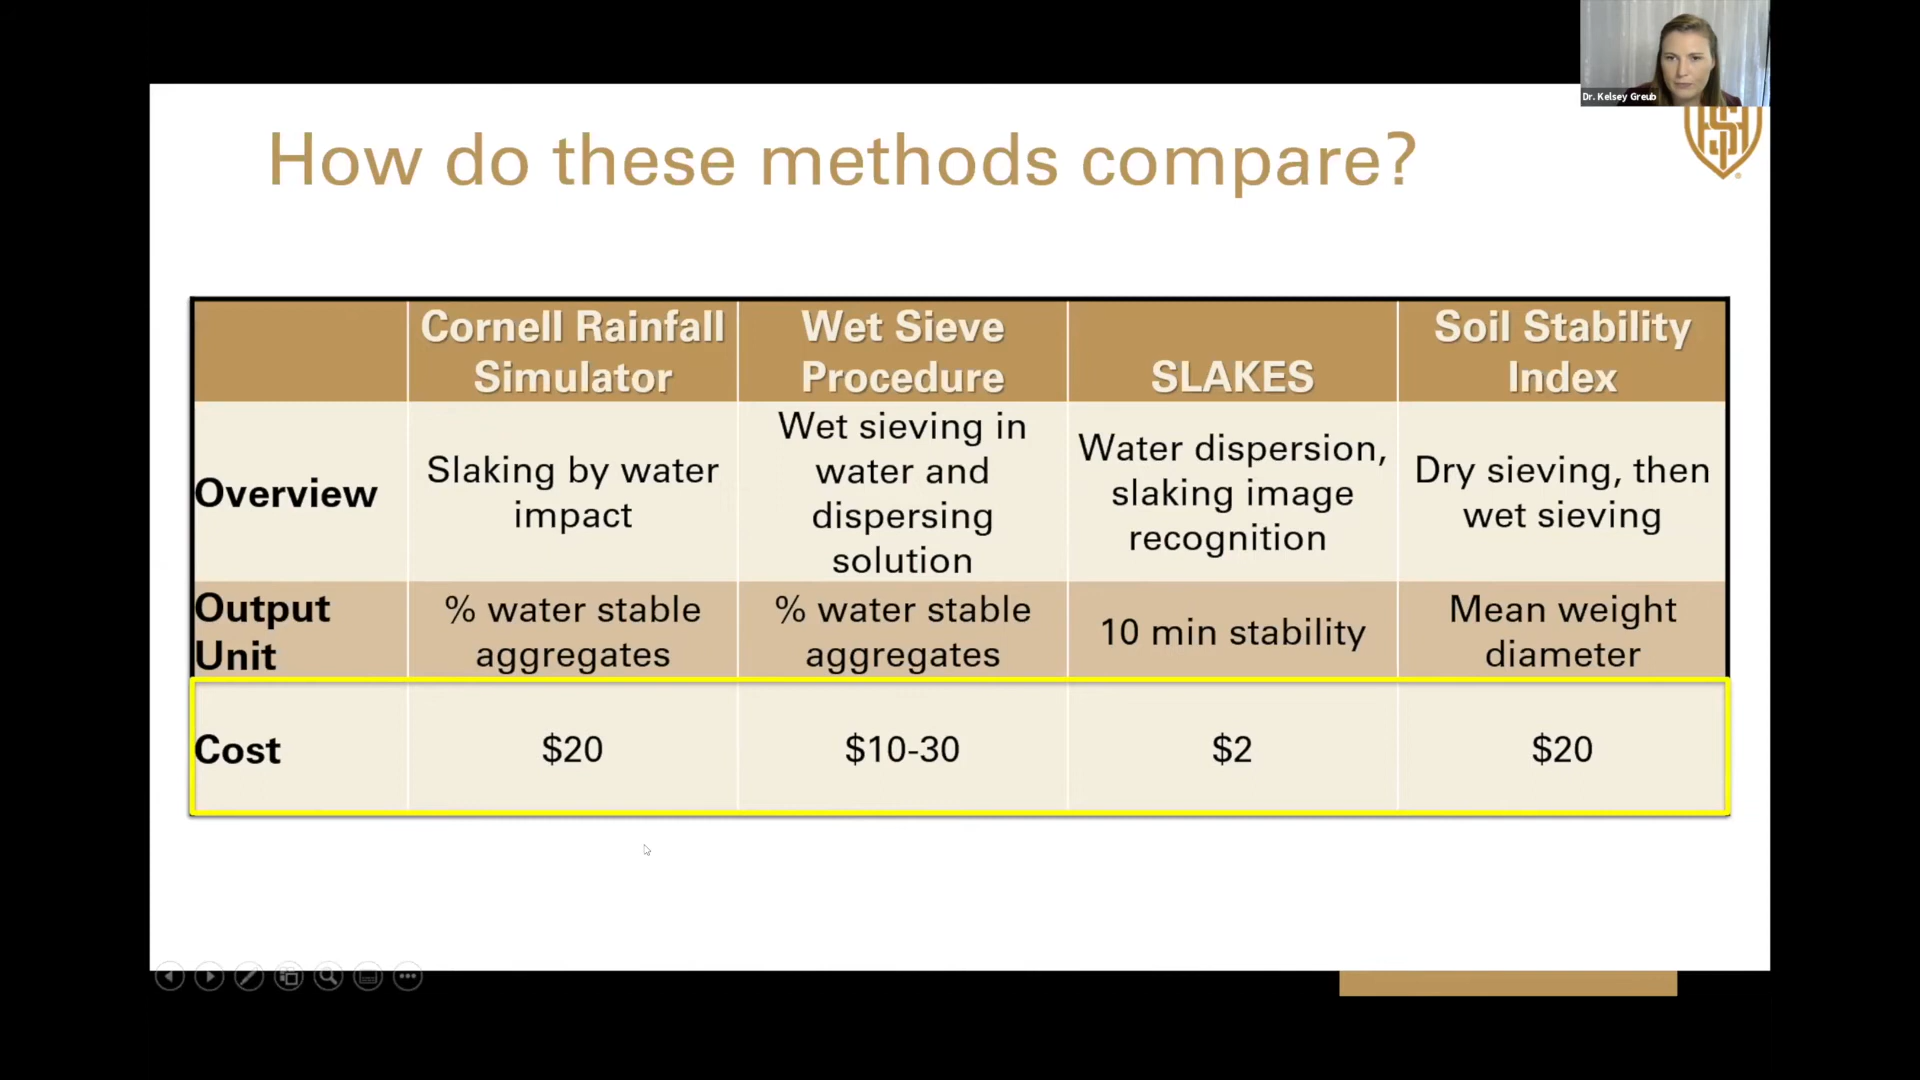 Dr. Kelsey Greub
How do these methods compare?
Cornell Rainfall
Simulator
Wet Sieve
Procedure
SLAKES
Soil Stability
Index
Overview
Slaking by water
impact
Wet sieving in
water and
dispersing
solution
Water dispersion,
slaking image
recognition
Dry sieving, then
wet sieving
Output
Unit
% water stable
aggregates
% water stable
aggregates
10 min stability
Mean weight
diameter
Cost
$20
$10-30
$2
$20